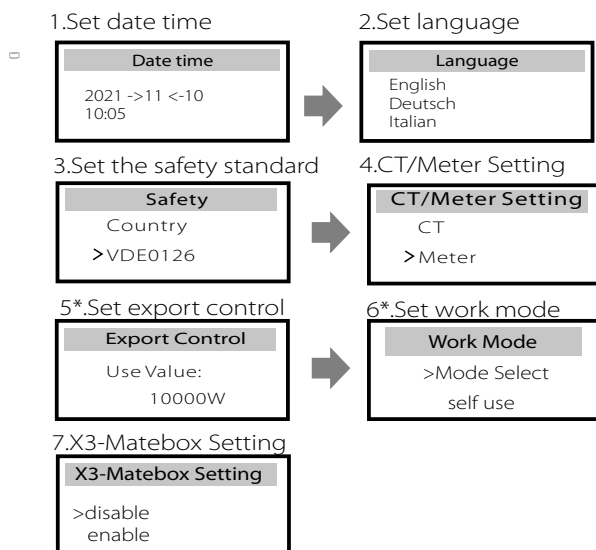 1.Set date time
Date time
2021 ->11 <-10
10:05
2.Set language
Language
English
Deutsch
Italian
3.Set the safety standard
Safety
Country
>VDE0126
4.CT/Meter Setting
CT/Meter Setting
CT
>Meter
5*.Set export control
Export Control
Use Value:
10000W
6*.Set work mode
Work Mode
>Mode Select
self use
7.X3-Matebox Setting
X3-Matebox Setting
>disable
enable